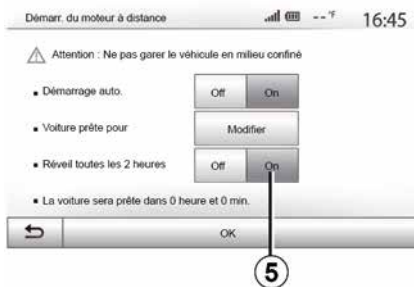 Démarr. du moteur à distance
--°F
16:45
Attention : Ne pas garer le véhicule en milieu confiné
Démarrage auto.
Off
On
Voiture prête pour
Modifier
Réveil toutes les 2 heures
Off
On
La voiture sera prête dans 0 heure et 0 min.
OK
5